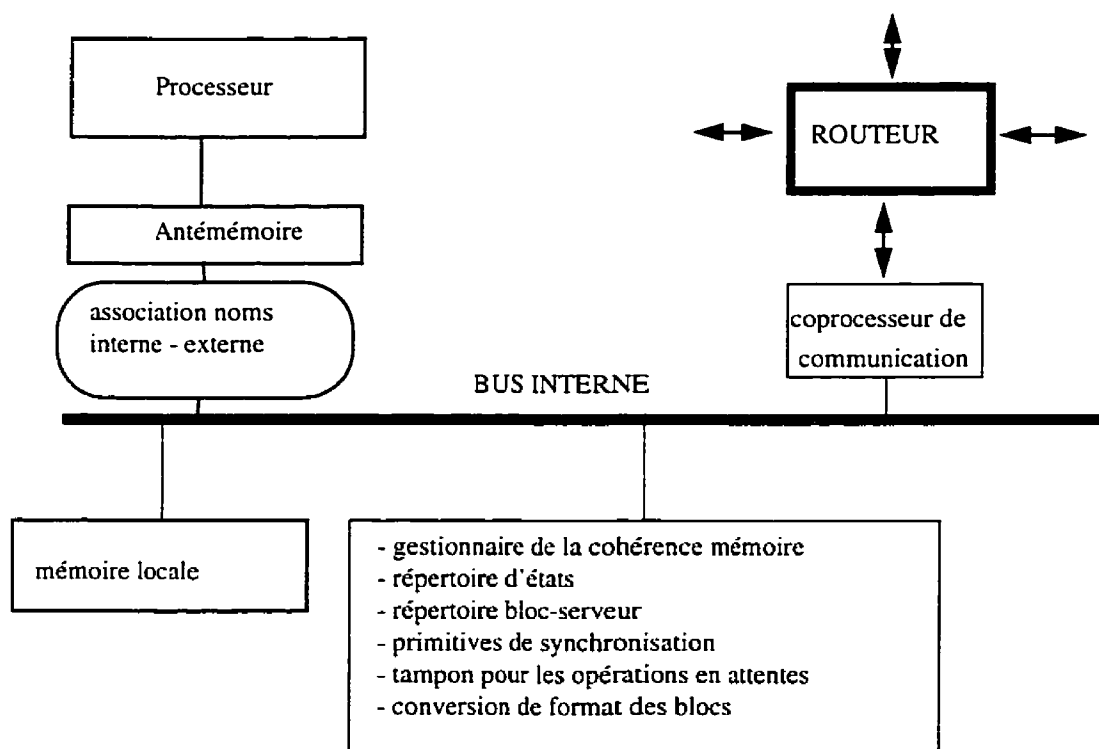 Processeur
ROUTEUR
Antémémoire
association noms
interne - externe
coprocesseur de
communication
BUS INTERNE
mémoire locale
- gestionnaire de la cohérence mémoire
- répertoire d'états
- répertoire bloc-serveur
- primitives de synchronisation
- tampon pour les opérations en attentes
- conversion de format des blocs